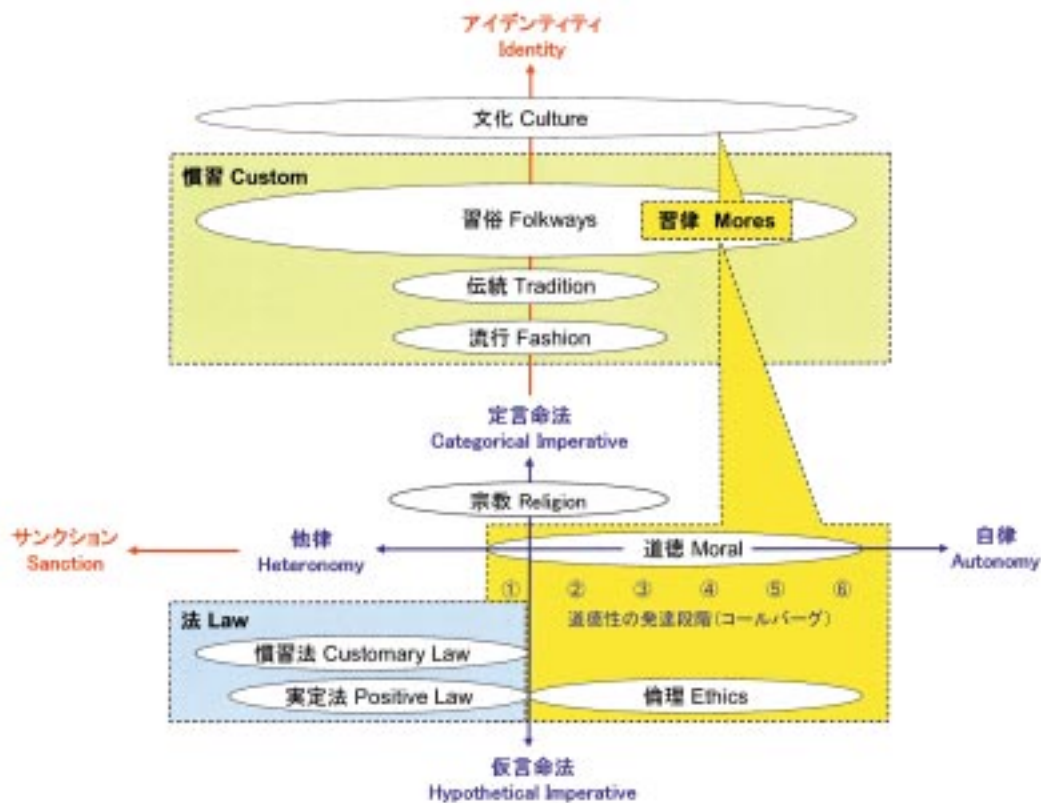 アイデンティティ
Identity
文化 Culture
慣習 Custom
習俗 Folkways
習律 Mores
伝統 Tradition
流行 Fashion
定言命法
Categorical Imperative
宗教 Religion
サンクション
Sanction
他律
Heteronomy
道徳 Moral
自律
Autonomy
① ② ③ ④ ⑤ ⑥
道徳性の発達段階(コールバーグ)
法 Law
慣習法 Customary Law
実定法 Positive Law
倫理 Ethics
仮言命法
Hypothetical Imperative